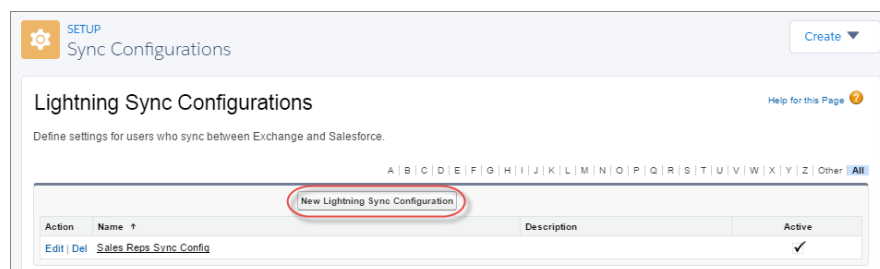 SETUP
Sync Configurations
Create
Lightning Sync Configurations
Help for this Page ?
Define settings for users who sync between Exchange and Salesforce.
A | B | C | D | E | F | G | H | I | J | K | L | M | N | O | P | Q | R | S | T | U | V | W | X | Y | Z | Other | All
New Lightning Sync Configuration
Action Name ↑ Description Active
Edit | Del Sales Reps Sync Config ✓